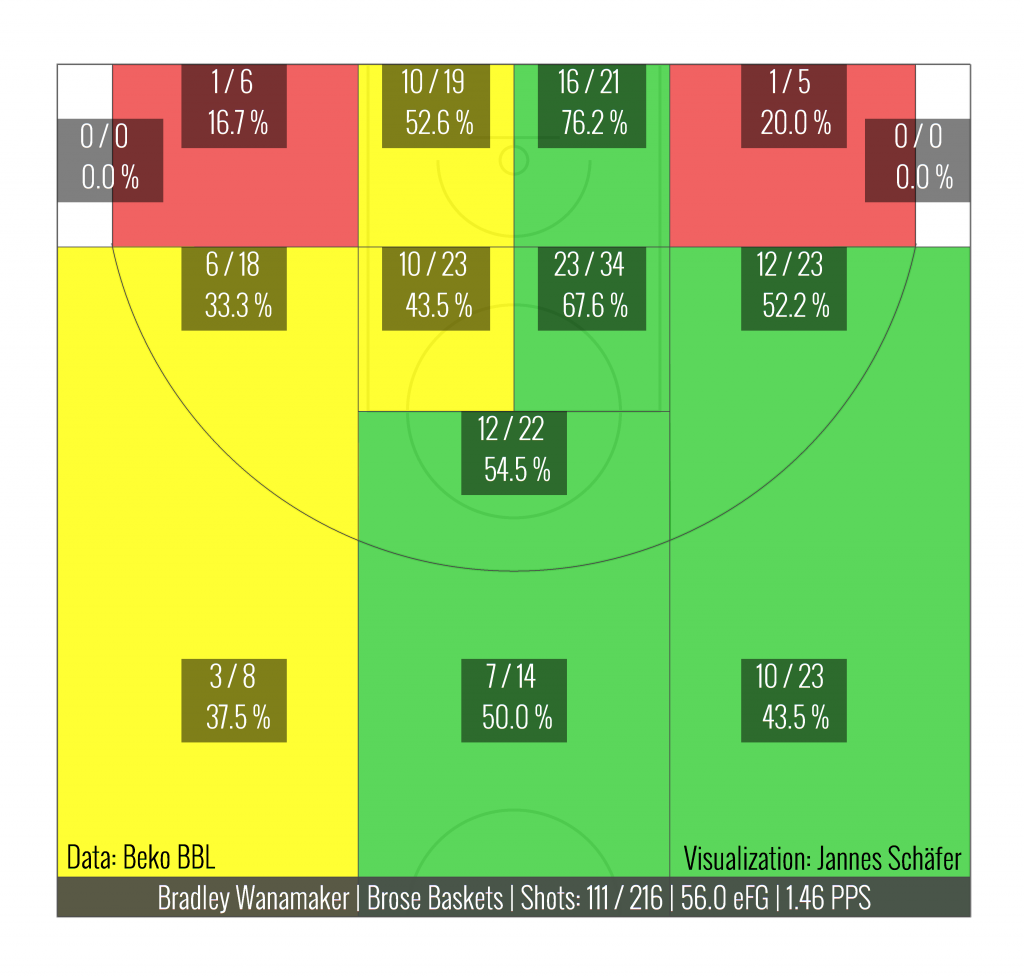 1 / 6
16.7 %
10 / 19
52.6 %
16 / 21
76.2 %
1 / 5
20.0 %
0 / 0
0.0 %
0 / 0
0.0 %
6 / 18
33.3 %
10 / 23
43.5 %
23 / 34
67.6 %
12 / 23
52.2 %
12 / 22
54.5 %
3 / 8
37.5 %
7 / 14
50.0 %
10 / 23
43.5 %
Data: Beko BBL
Visualization: Jannes Schäfer
Bradley Wanamaker | Brose Baskets | Shots: 111 / 216 | 56.0 eFG | 1.46 PPS